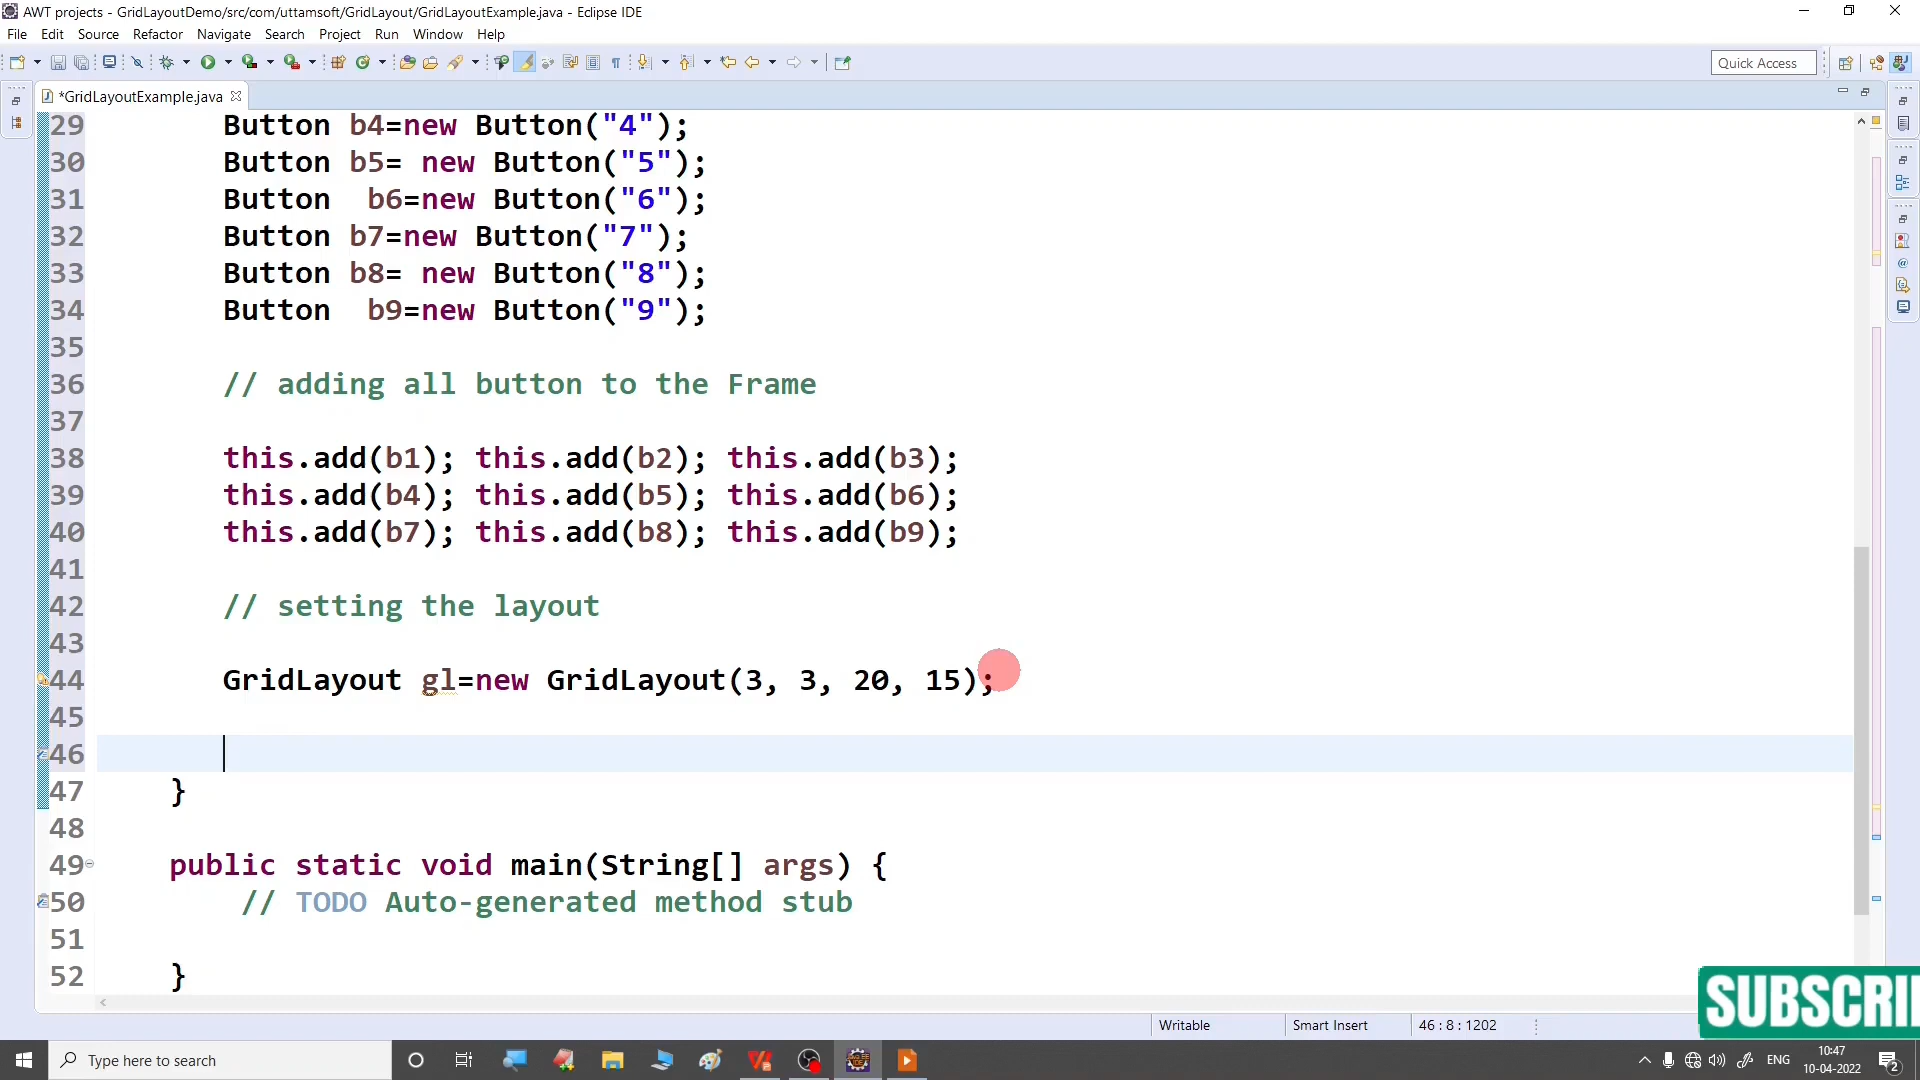 AWT projects - GridLayoutDemo/src/com/uttamsoft/GridLayout/GridLayoutExample.java - Eclipse IDE
File Edit Source Refactor Navigate Search Project Run Window Help
Quick Access
*GridLayoutExample.java
29 Button b4=new Button("4");
30 Button b5= new Button("5");
31 Button  b6=new Button("6");
32 Button b7=new Button("7");
33 Button b8= new Button("8");
34 Button  b9=new Button("9");
35
36 // adding all button to the Frame
37
38 this.add(b1); this.add(b2); this.add(b3);
39 this.add(b4); this.add(b5); this.add(b6);
40 this.add(b7); this.add(b8); this.add(b9);
41
42 // setting the layout
43
44 GridLayout gl=new GridLayout(3, 3, 20, 15);
45
46
47 }
48
49 public static void main(String[] args) {
50 // TODO Auto-generated method stub
51
52 }
SUBSCRI
Writable Smart Insert 46 : 8 : 1202
Type here to search
ENG
10:47
10-04-2022
2